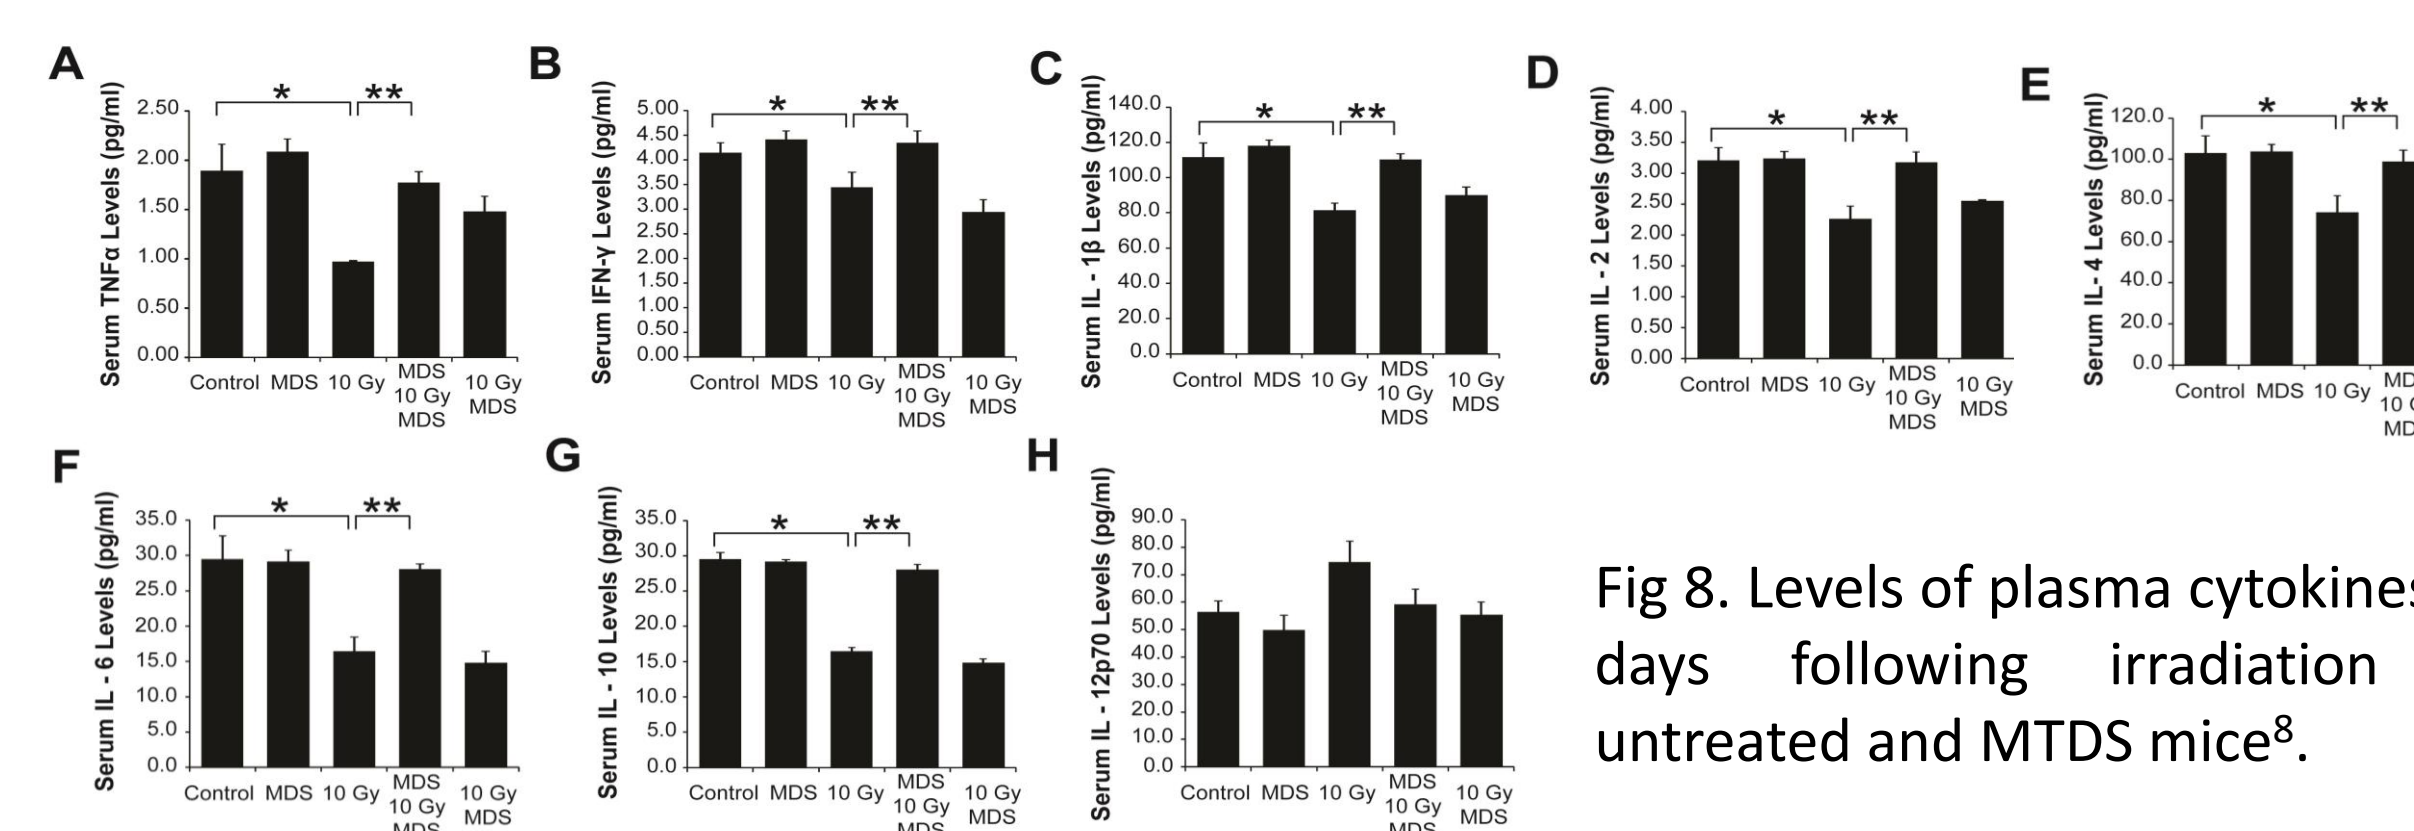 A
Serum TNFα Levels (pg/ml)
2.50
2.00
1.50
1.00
0.50
0.00
* **
Control MDS 10 Gy MDS 10 Gy MDS 10 Gy MDS
B
Serum IFN-γ Levels (pg/ml)
5.00
4.50
4.00
3.50
3.00
2.50
2.00
1.50
1.00
0.50
0.00
* **
Control MDS 10 Gy MDS 10 Gy MDS 10 Gy MDS
C
Serum IL - 1β Levels (pg/ml)
140.0
120.0
100.0
80.0
60.0
40.0
20.0
0.0
* **
Control MDS 10 Gy MDS 10 Gy MDS 10 Gy MDS
D
Serum IL - 2 Levels (pg/ml)
4.00
3.50
3.00
2.50
2.00
1.50
1.00
0.50
0.00
* **
Control MDS 10 Gy MDS 10 Gy MDS 10 Gy MDS
E
Serum IL- 4 Levels (pg/ml)
120.0
100.0
80.0
60.0
40.0
20.0
0.0
* **
Control MDS 10 Gy
F
Serum IL - 6 Levels (pg/ml)
35.0
30.0
25.0
20.0
15.0
10.0
5.0
0.0
* **
Control MDS 10 Gy MDS 10 Gy MDS 10 Gy MDS
G
Serum IL - 10 Levels (pg/ml)
35.0
30.0
25.0
20.0
15.0
10.0
5.0
0.0
* **
Control MDS 10 Gy MDS 10 Gy MDS 10 Gy MDS
H
Serum IL - 12p70 Levels (pg/ml)
90.0
80.0
70.0
60.0
50.0
40.0
30.0
20.0
10.0
0.0
Control MDS 10 Gy MDS 10 Gy MDS 10 Gy MDS
Fig 8. Levels of plasma cytokines
days following irradiation
untreated and MTDS mice⁸.